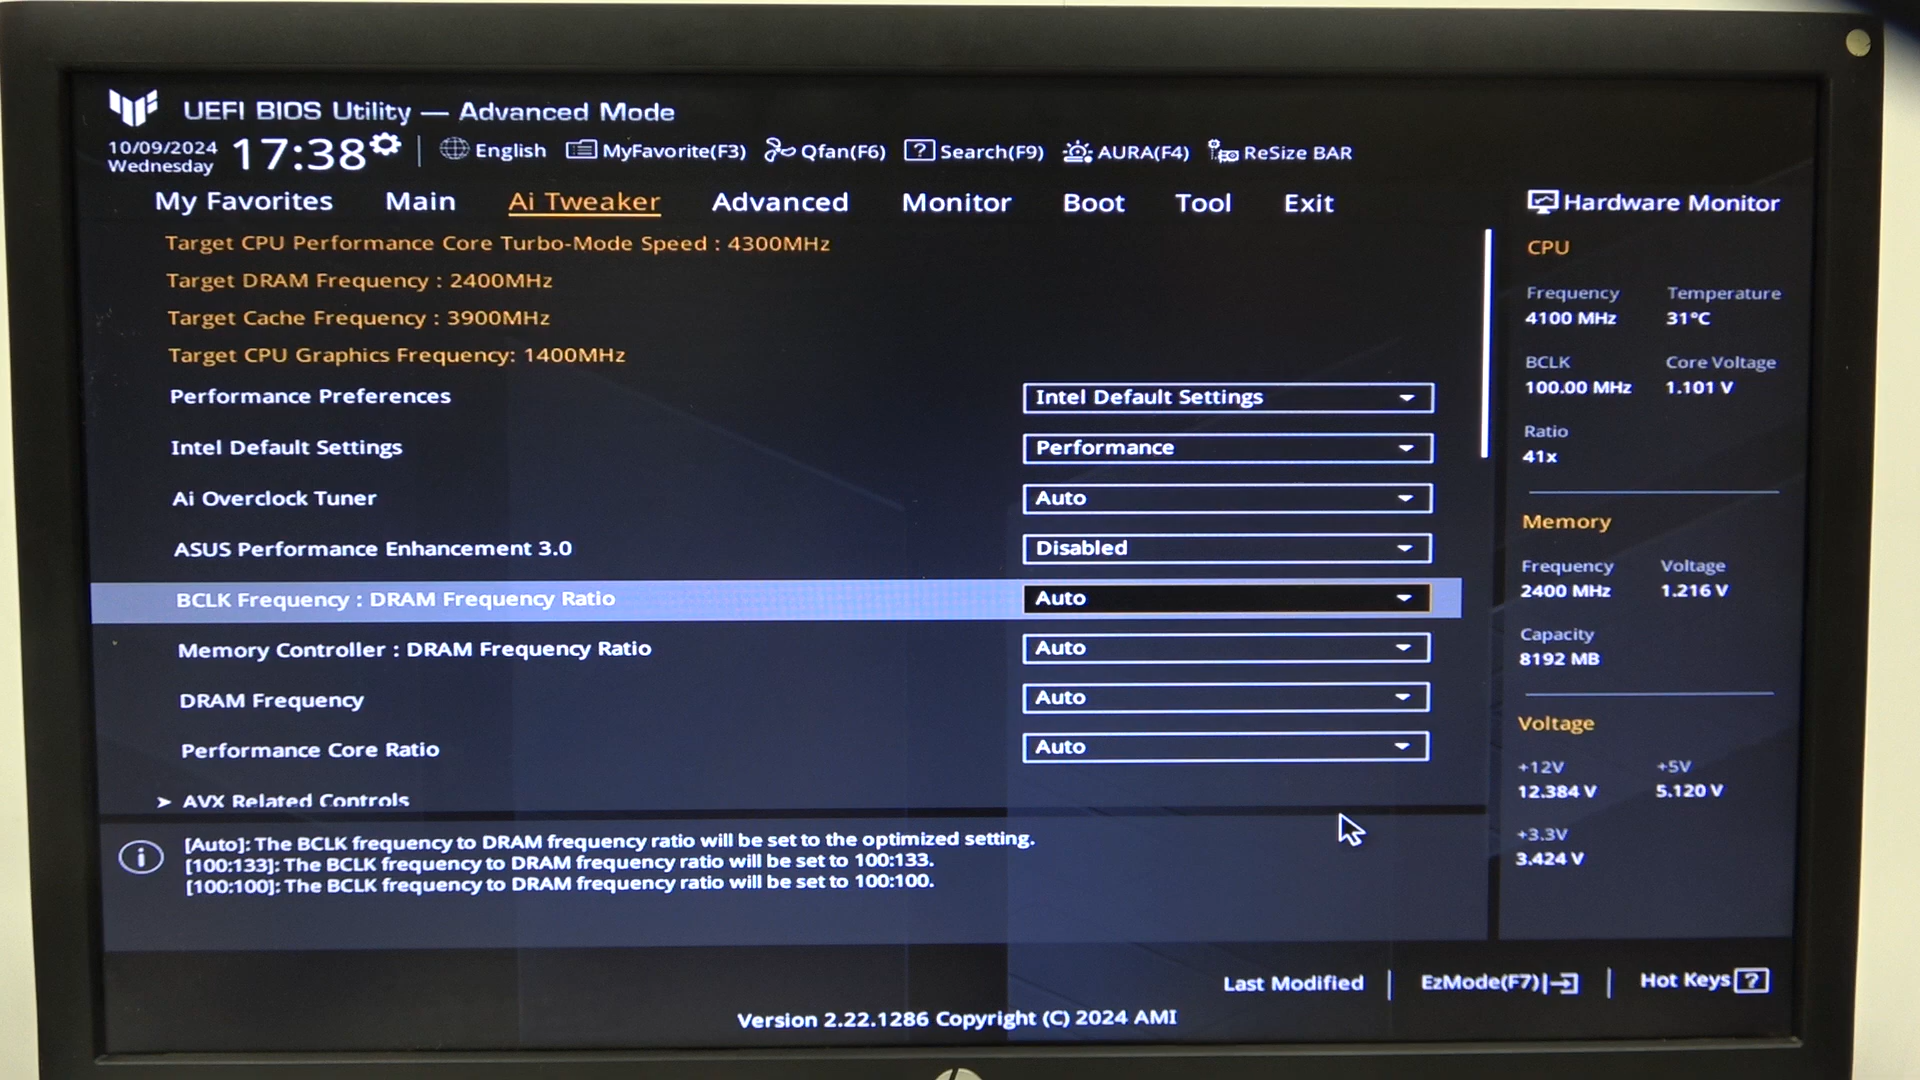 UEFI BIOS Utility — Advanced Mode
10/09/2024
Wednesday
17:38
English
MyFavorite(F3)
Qfan(F6)
Search(F9)
AURA(F4)
ReSize BAR
My Favorites
Main
Ai Tweaker
Advanced
Monitor
Boot
Tool
Exit
Target CPU Performance Core Turbo-Mode Speed : 4300MHz
Target DRAM Frequency : 2400MHz
Target Cache Frequency : 3900MHz
Target CPU Graphics Frequency: 1400MHz
Performance Preferences
Intel Default Settings
Intel Default Settings
Performance
Ai Overclock Tuner
Auto
ASUS Performance Enhancement 3.0
Disabled
BCLK Frequency : DRAM Frequency Ratio
Auto
Memory Controller : DRAM Frequency Ratio
Auto
DRAM Frequency
Auto
Performance Core Ratio
Auto
AVX Related Controls
[Auto]: The BCLK frequency to DRAM frequency ratio will be set to the optimized setting.
[100:133]: The BCLK frequency to DRAM frequency ratio will be set to 100:133.
[100:100]: The BCLK frequency to DRAM frequency ratio will be set to 100:100.
Hardware Monitor
CPU
Frequency
Temperature
4100 MHz
31°C
BCLK
Core Voltage
100.00 MHz
1.101 V
Ratio
41x
Memory
Frequency
Voltage
2400 MHz
1.216 V
Capacity
8192 MB
Voltage
+12V
+5V
12.384 V
5.120 V
+3.3V
3.424 V
Last Modified
EzMode(F7)
Hot Keys ?
Version 2.22.1286 Copyright (C) 2024 AMI